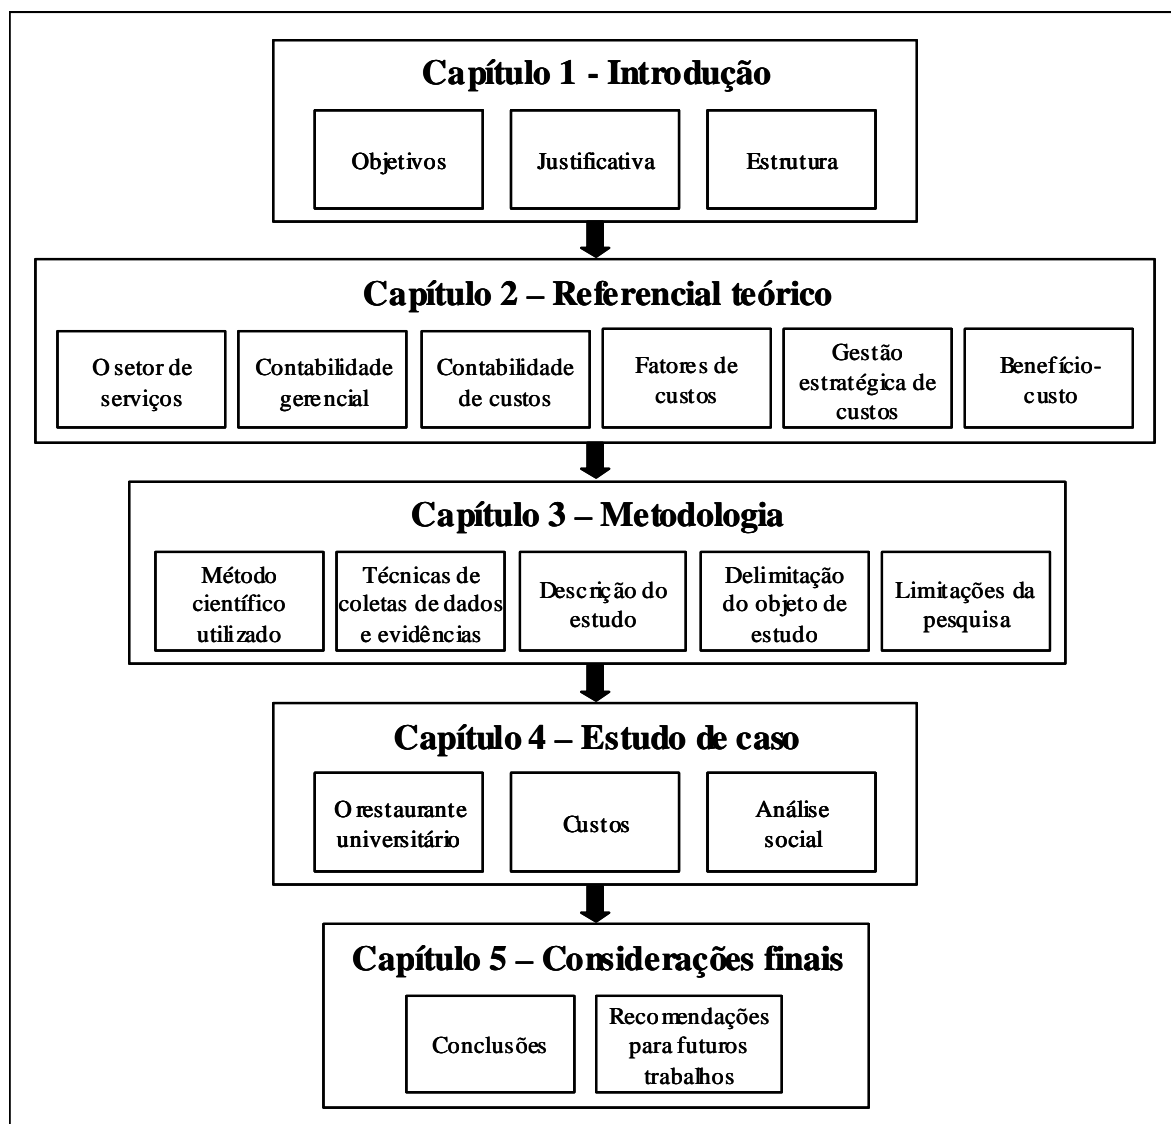 Capítulo 1 - Introdução
Objetivos
Justificativa
Estrutura
Capítulo 2 – Referencial teórico
O setor de
serviços
Contabilidade
gerencial
Contabilidade
de custos
Fatores de
custos
Gestão
estratégica de
custos
Benefício-
custo
Capítulo 3 – Metodologia
Método
científico
utilizado
Técnicas de
coletas de dados
e evidências
Descrição do
estudo
Delimitação
do objeto de
estudo
Limitações da
pesquisa
Capítulo 4 – Estudo de caso
O restaurante
universitário
Custos
Análise
social
Capítulo 5 – Considerações finais
Conclusões
Recomendações
para futuros
trabalhos